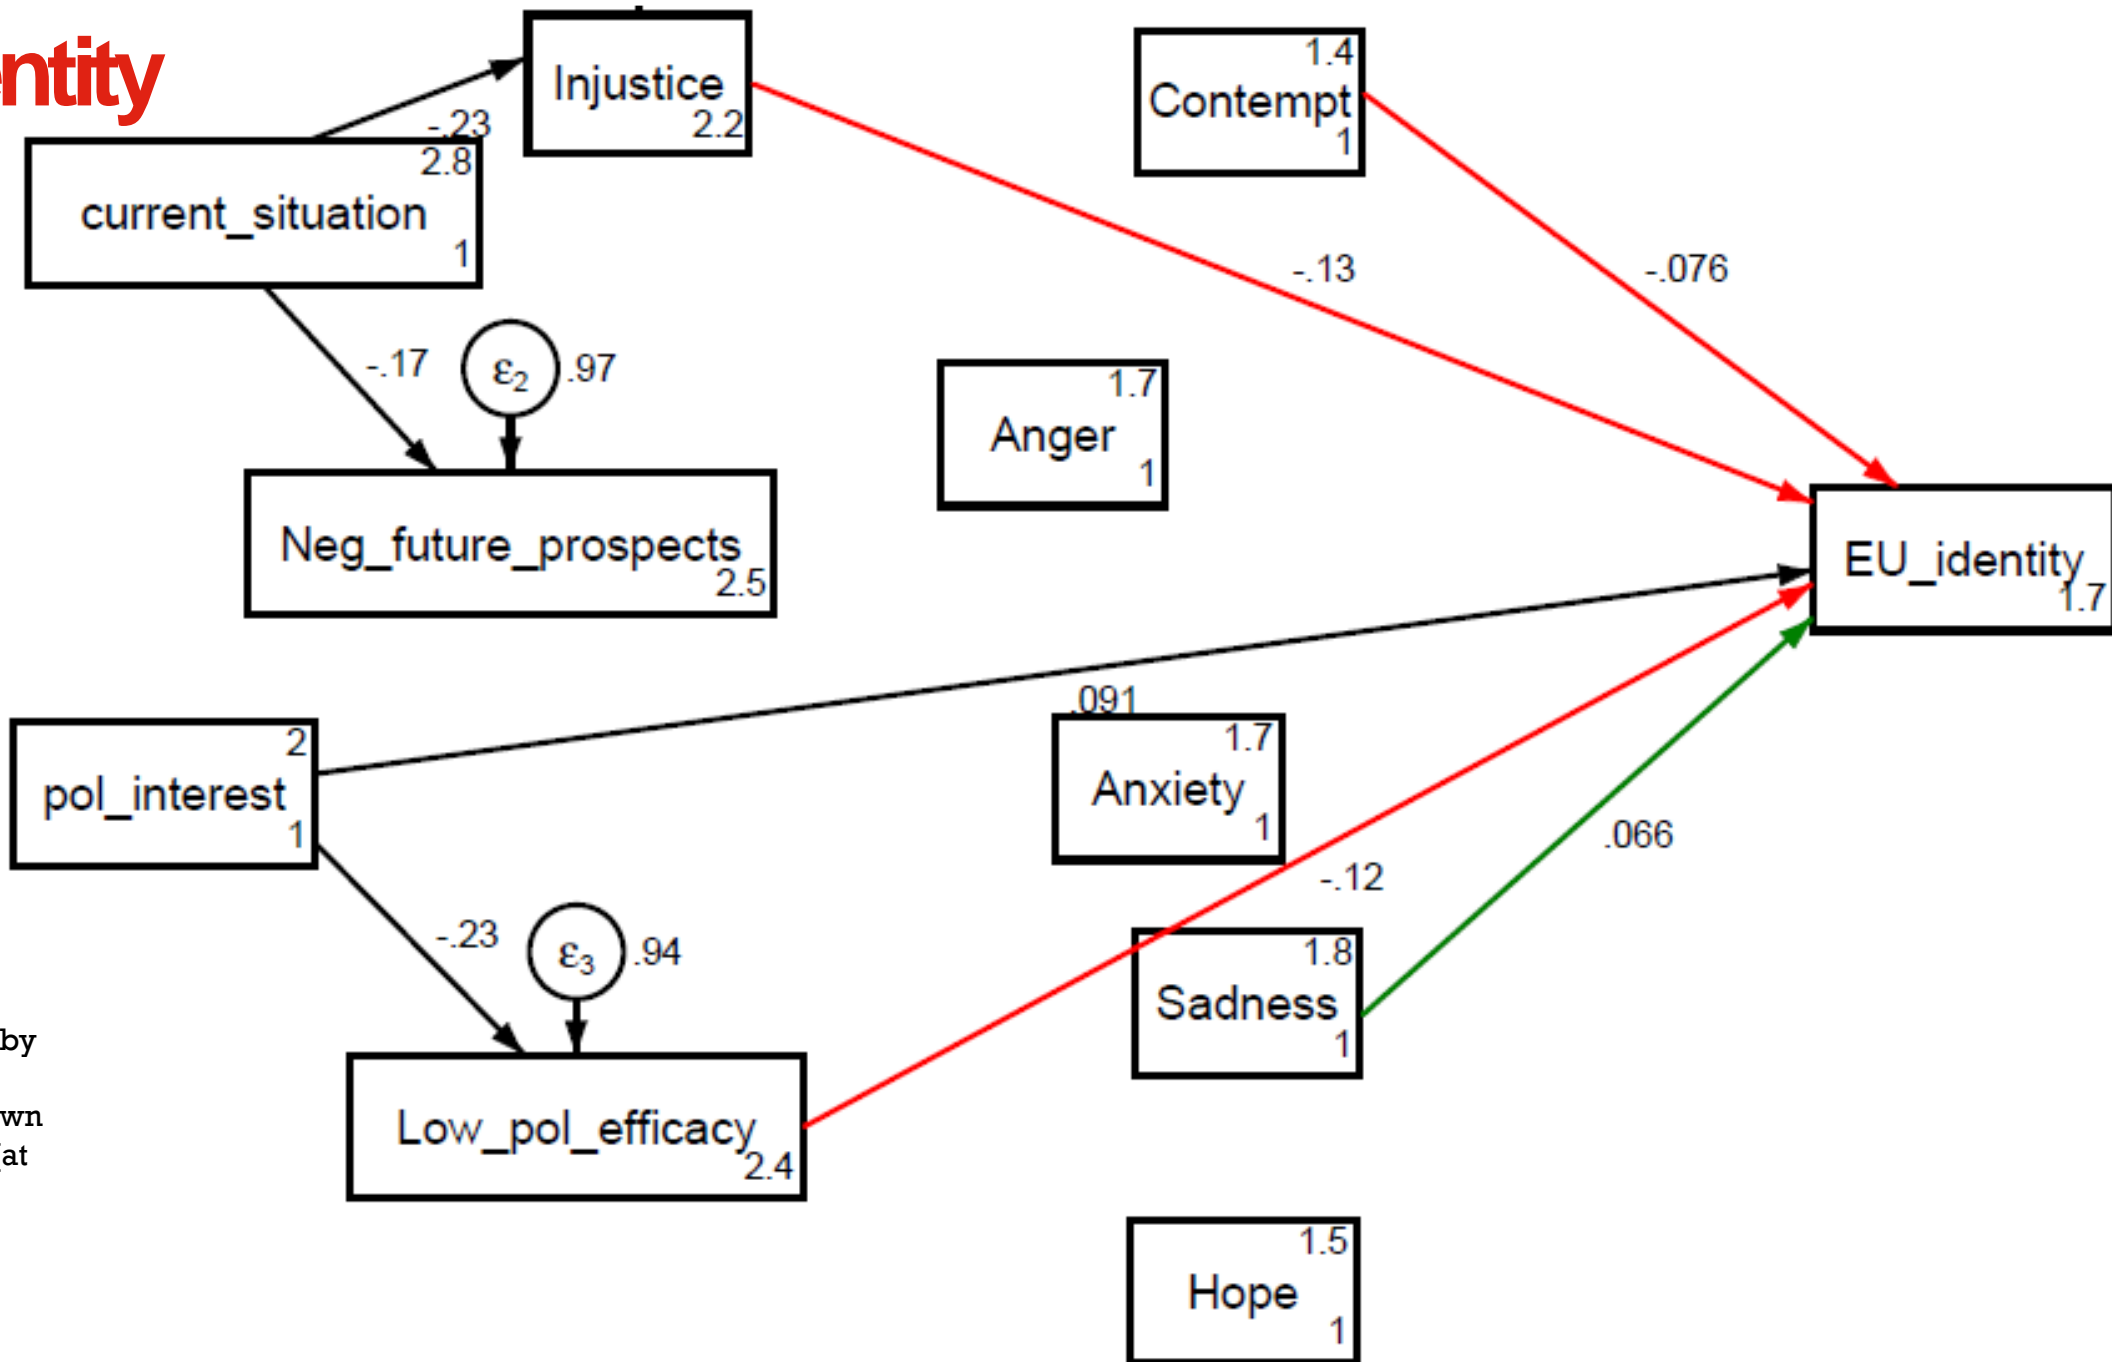 entity
Injustice
2.2
1.4
Contempt
1
-.23
2.8
current_situation
1
-.13
-.076
-.17
ε2
.97
1.7
Anger
1
Neg_future_prospects
2.5
EU_identity
1.7
.091
2
pol_interest
1
1.7
Anxiety
1
.066
-.12
-.23
ε3
.94
1.8
Sadness
1
by
wn
at
Low_pol_efficacy
2.4
1.5
Hope
1